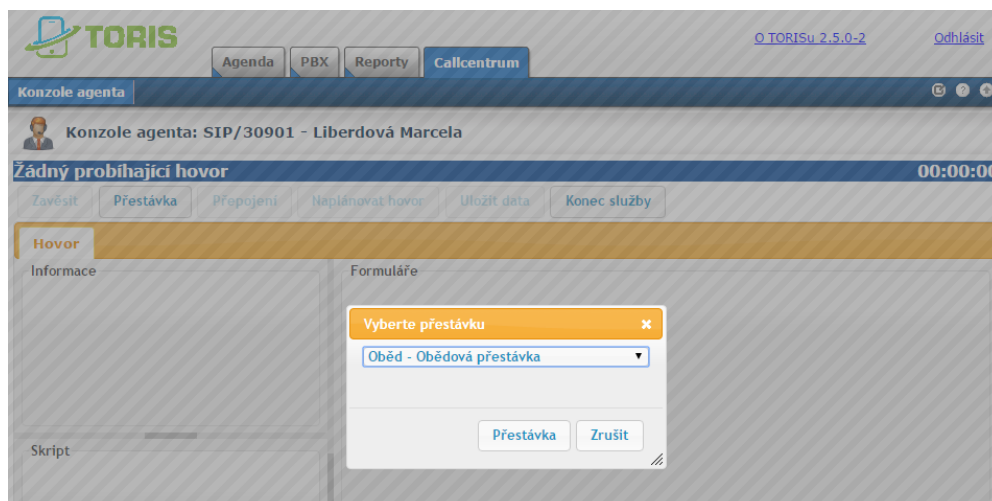 TORIS
O TORISu 2.5.0-2 Odhlásit
Agenda PBX Reporty Callcentrum
Konzole agenta
Konzole agenta: SIP/30901 - Liberdová Marcela
Žádný probíhající hovor 00:00:00
Zavěsit Přestávka Přepojení Naplánovat hovor Uložit data Konec služby
Hovor
Informace Formuláře
Vyberte přestávku
Oběd - Obědová přestávka
Přestávka Zrušit
Skript